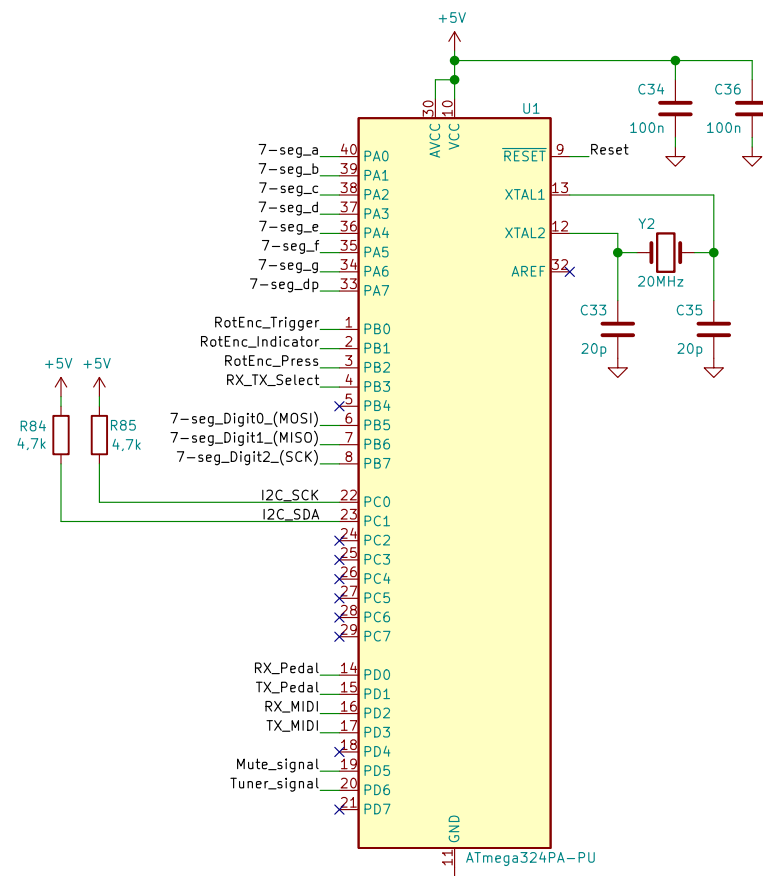 +5V
C34
100n
C36
100n
U1
30
10
AVCC
VCC
7-seg_a 40 PA0
7-seg_b 39 PA1
7-seg_c 38 PA2
7-seg_d 37 PA3
7-seg_e 36 PA4
7-seg_f 35 PA5
7-seg_g 34 PA6
7-seg_dp 33 PA7
RESET 9 Reset
XTAL1 13
XTAL2 12
AREF 32
Y2
20MHz
C33
20p
C35
20p
RotEnc_Trigger 1 PB0
RotEnc_Indicator 2 PB1
RotEnc_Press 3 PB2
RX_TX_Select 4 PB3
5 PB4
7-seg_Digit0_(MOSI) 6 PB5
7-seg_Digit1_(MISO) 7 PB6
7-seg_Digit2_(SCK) 8 PB7
+5V
+5V
R84
4,7k
R85
4,7k
I2C_SCK 22 PC0
I2C_SDA 23 PC1
24 PC2
25 PC3
26 PC4
27 PC5
28 PC6
29 PC7
RX_Pedal 14 PD0
TX_Pedal 15 PD1
RX_MIDI 16 PD2
TX_MIDI 17 PD3
18 PD4
Mute_signal 19 PD5
Tuner_signal 20 PD6
21 PD7
GND
11
ATmega324PA-PU